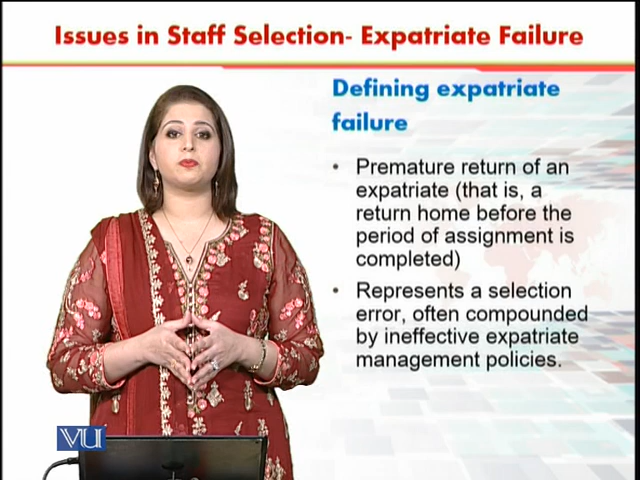 Issues in Staff Selection- Expatriate Failure
Defining expatriate
failure
• Premature return of an
expatriate (that is, a
return home before the
period of assignment is
completed)
• Represents a selection
error, often compounded
by ineffective expatriate
management policies.
VU